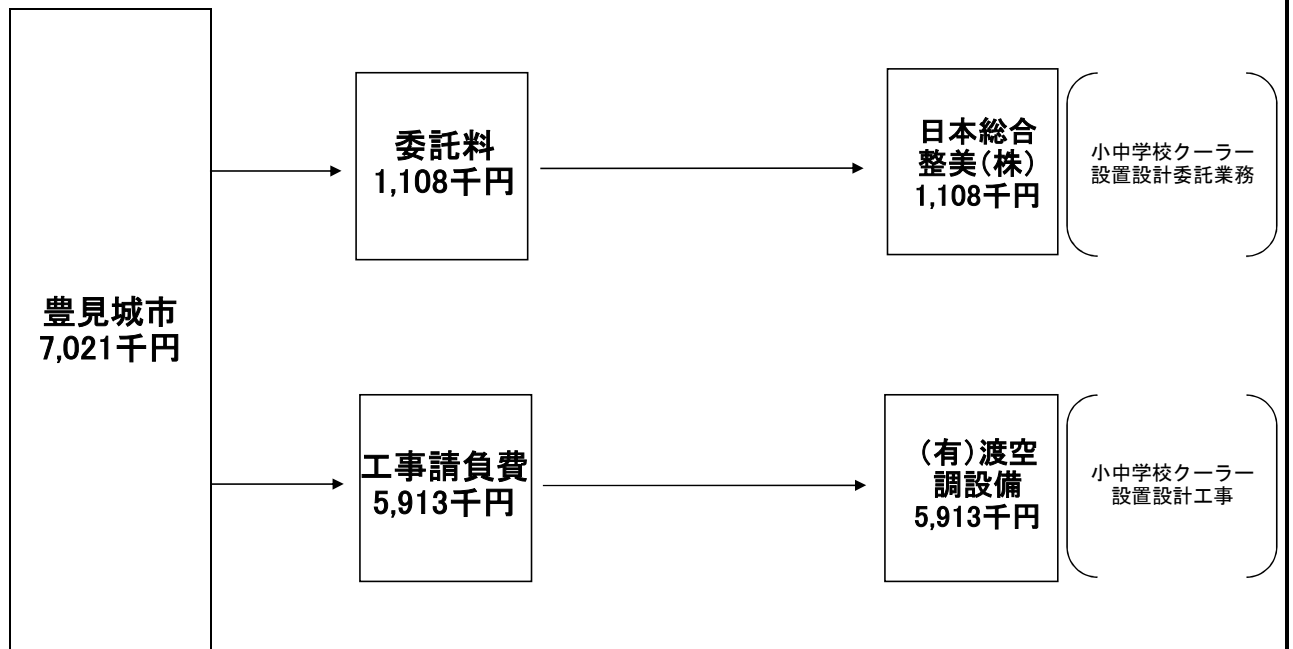 豊見城市
7,021千円
委託料
1,108千円
日本総合
整美(株)
1,108千円
小中学校クーラー
設置設計委託業務
工事請負費
5,913千円
(有)渡空
調設備
5,913千円
小中学校クーラー
設置設計工事